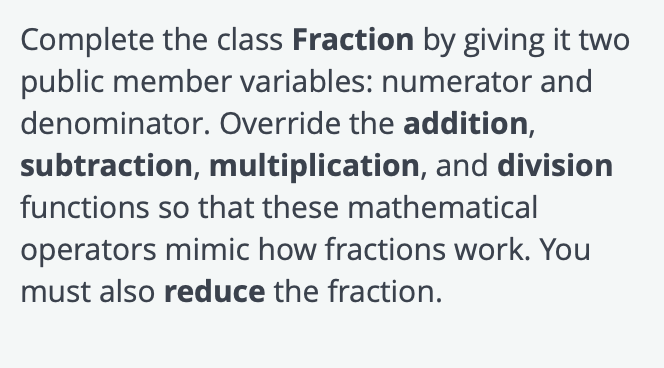 Complete the class Fraction by giving it two
public member variables: numerator and
denominator. Override the addition,
subtraction, multiplication, and division
functions so that these mathematical
operators mimic how fractions work. You
must also reduce the fraction.